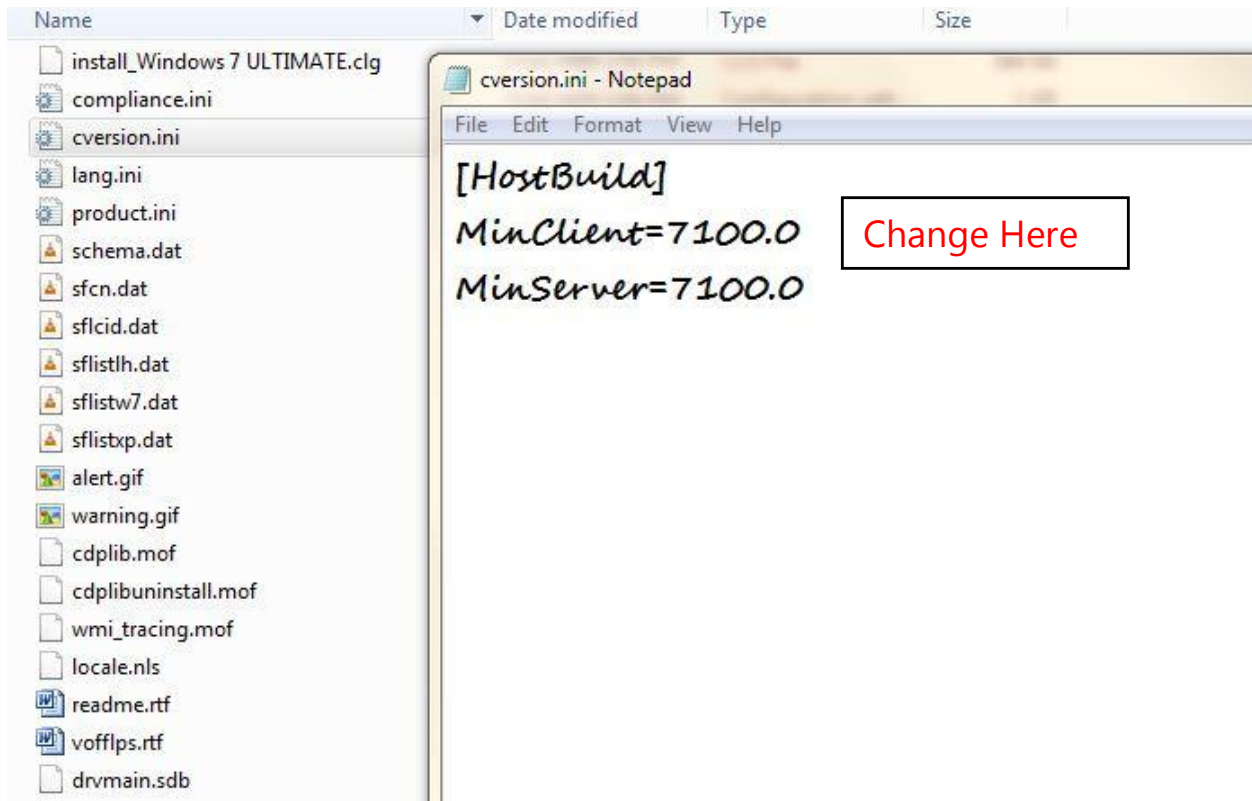 Name Date modified Type Size
install_Windows 7 ULTIMATE.clg
compliance.ini
cversion.ini
lang.ini
product.ini
schema.dat
sfcn.dat
sflcid.dat
sflistlh.dat
sflistw7.dat
sflistxp.dat
alert.gif
warning.gif
cdplib.mof
cdplibuninstall.mof
wmi_tracing.mof
locale.nls
readme.rtf
vofflps.rtf
drvmain.sdb
cversion.ini - Notepad
File Edit Format View Help
[HostBuild]
MinClient=7100.0
Change Here
MinServer=7100.0